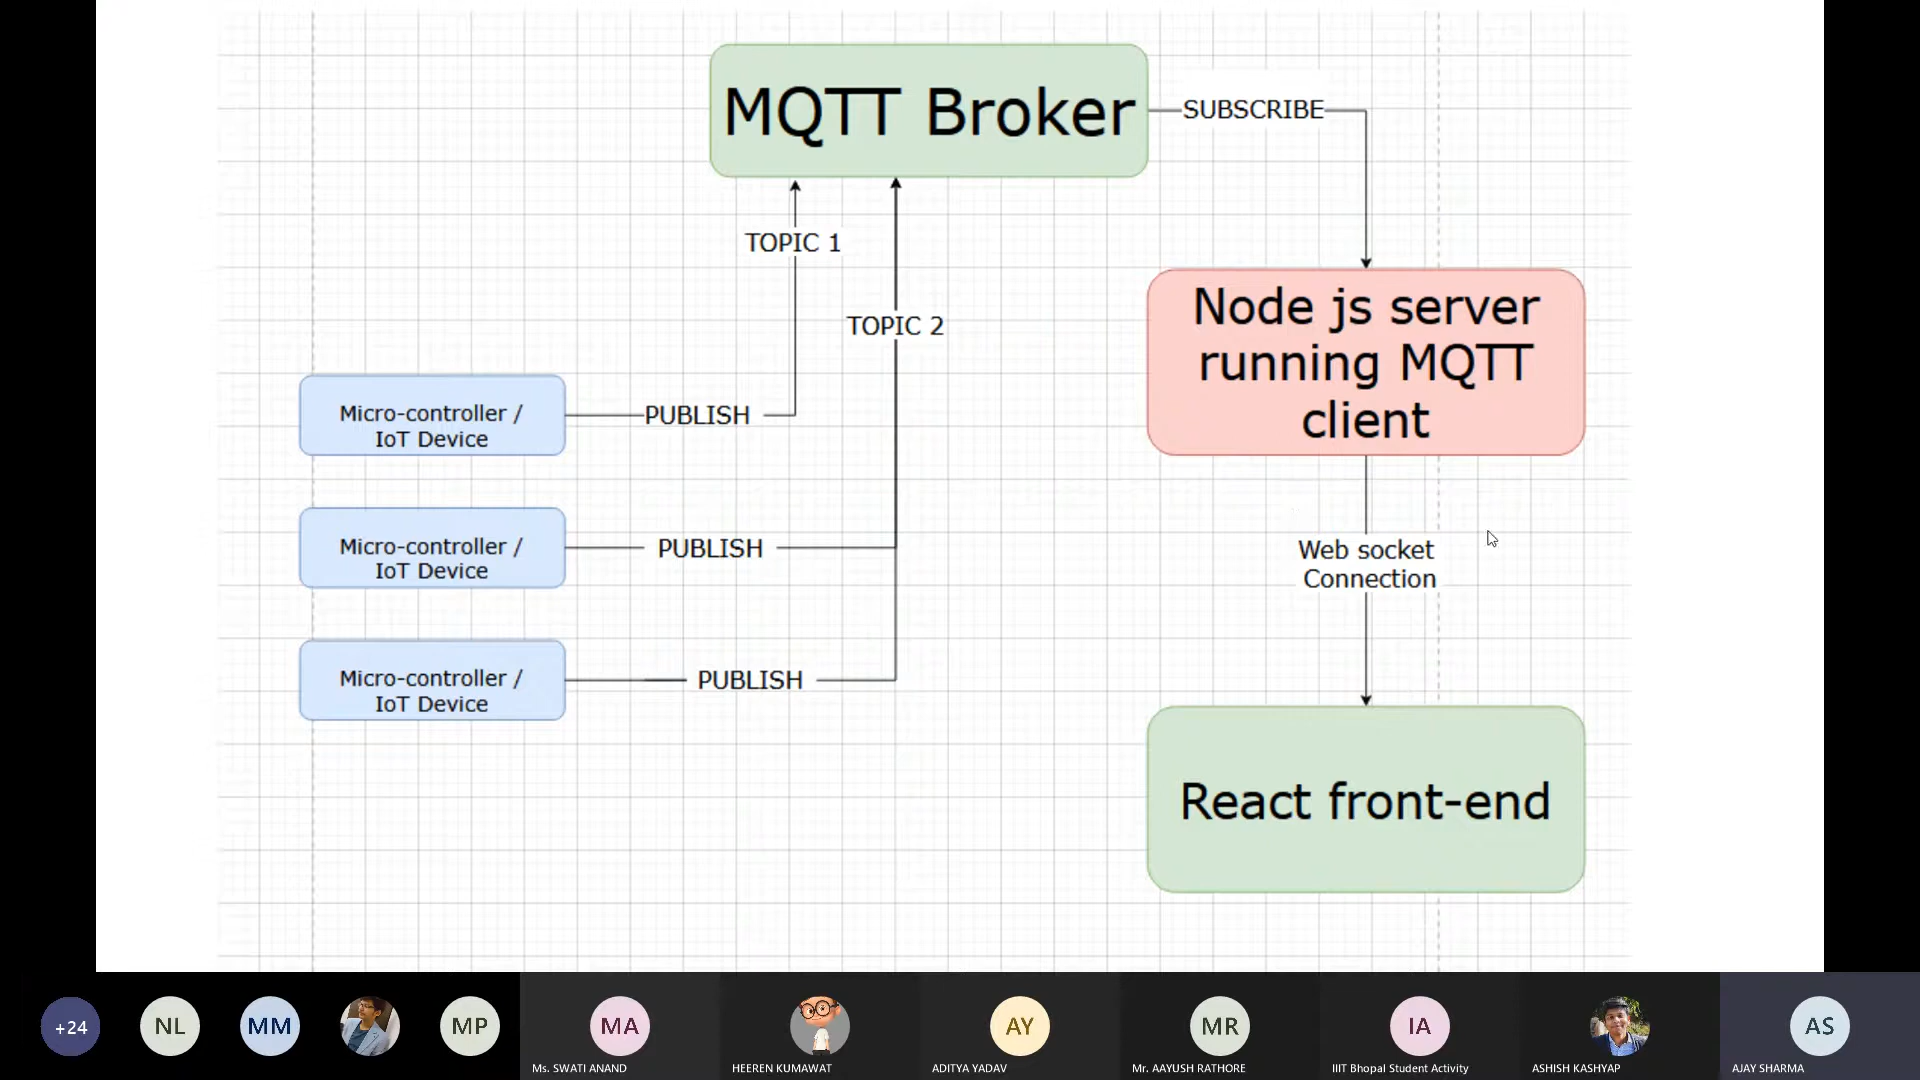 MQTT Broker
SUBSCRIBE
TOPIC 1
TOPIC 2
Node js server
running MQTT
client
Micro-controller /
IoT Device
PUBLISH
Micro-controller /
IoT Device
PUBLISH
Web socket
Connection
Micro-controller /
IoT Device
PUBLISH
React front-end
+24
NL
MM
MP
MA
Ms. SWATI ANAND
HEEREN KUMAWAT
AY
ADITYA YADAV
MR
Mr. AAYUSH RATHORE
IA
IIIT Bhopal Student Activity
ASHISH KASHYAP
AS
AJAY SHARMA